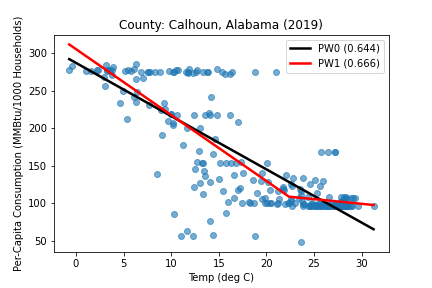 County: Calhoun, Alabama (2019)
Per-Capita Consumption (MMBtu/1000 Households)
300
250
200
150
100
50
PW0 (0.644)
PW1 (0.666)
0 5 10 15 20 25 30
Temp (deg C)